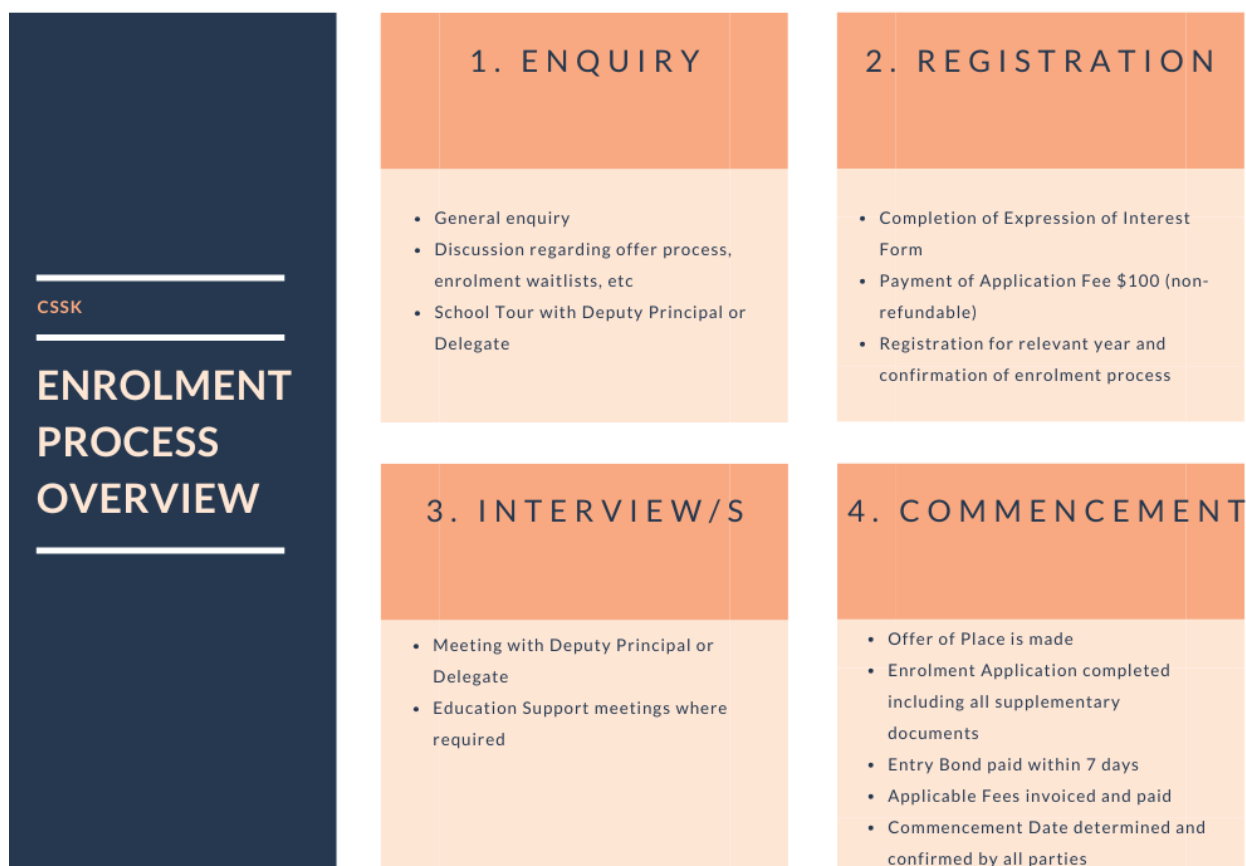 CSSK
ENROLMENT
PROCESS
OVERVIEW
1. ENQUIRY
• General enquiry
• Discussion regarding offer process,
enrolment waitlists, etc
• School Tour with Deputy Principal or
Delegate
2. REGISTRATION
• Completion of Expression of Interest
Form
• Payment of Application Fee $100 (non-
refundable)
• Registration for relevant year and
confirmation of enrolment process
3. INTERVIEW/S
• Meeting with Deputy Principal or
Delegate
• Education Support meetings where
required
4. COMMENCEMENT
• Offer of Place is made
• Enrolment Application completed
including all supplementary
documents
• Entry Bond paid within 7 days
• Applicable Fees invoiced and paid
• Commencement Date determined and
confirmed by all parties